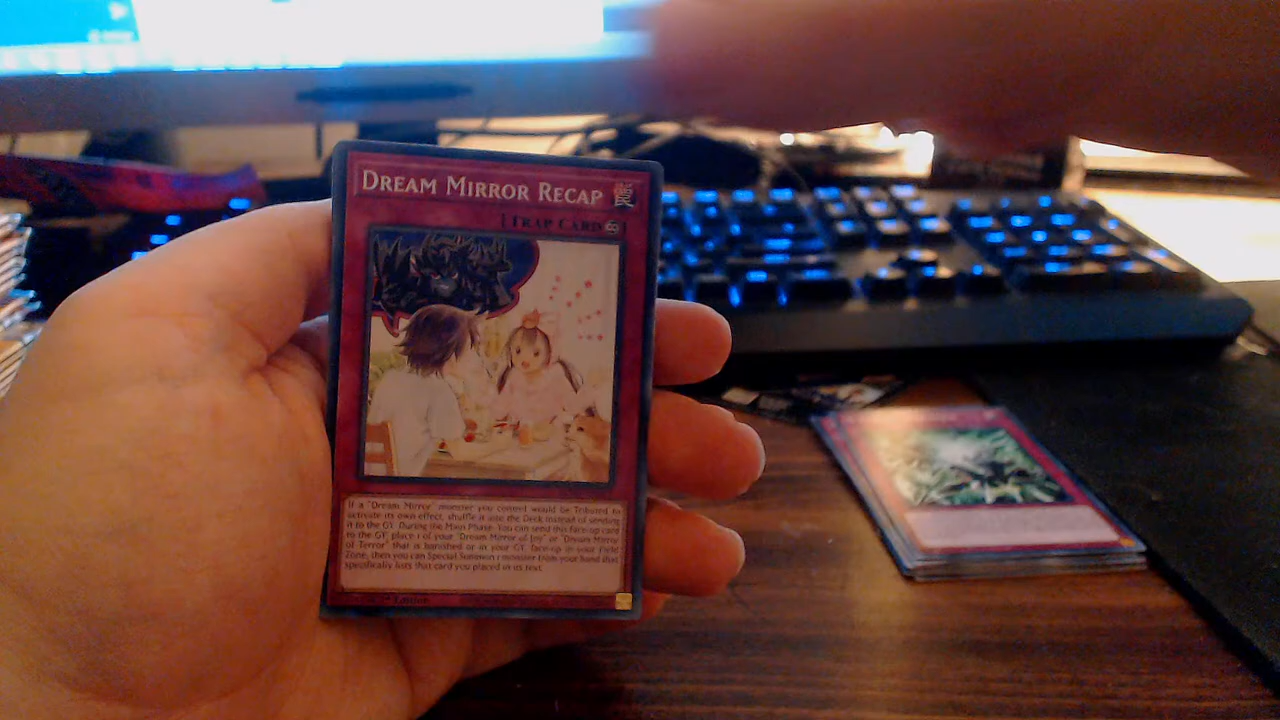 DREAM MIRROR RECAP 罠
[TRAP CARD ∞
If a "Dream Mirror" monster you control would be Tributed to
activate its own effect, shuffle it into the Deck instead of sending
it to the GY. During the Main Phase: You can send this face-up card
to the GY; place 1 of your "Dream Mirror of Joy" or "Dream Mirror
of Terror" that is banished or in your GY, face-up in your Field
Zone, then you can Special Summon 1 monster from your hand that
specifically lists that card you placed in its text.
Edition